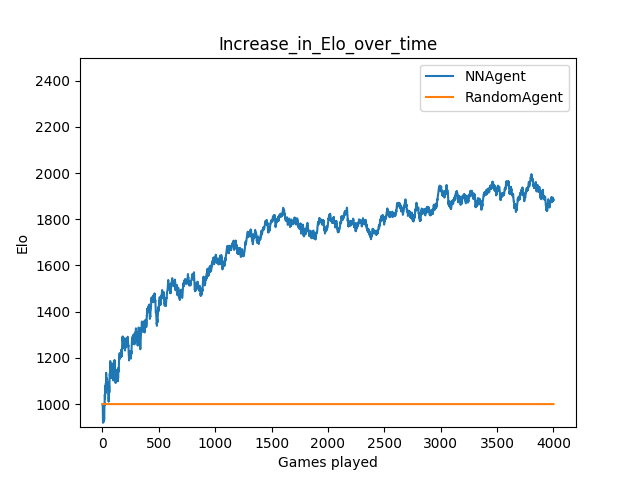 Increase_in_Elo_over_time
NNAgent
RandomAgent
2400
2200
2000
1800
1600
1400
1200
1000
Elo
0 500 1000 1500 2000 2500 3000 3500 4000
Games played